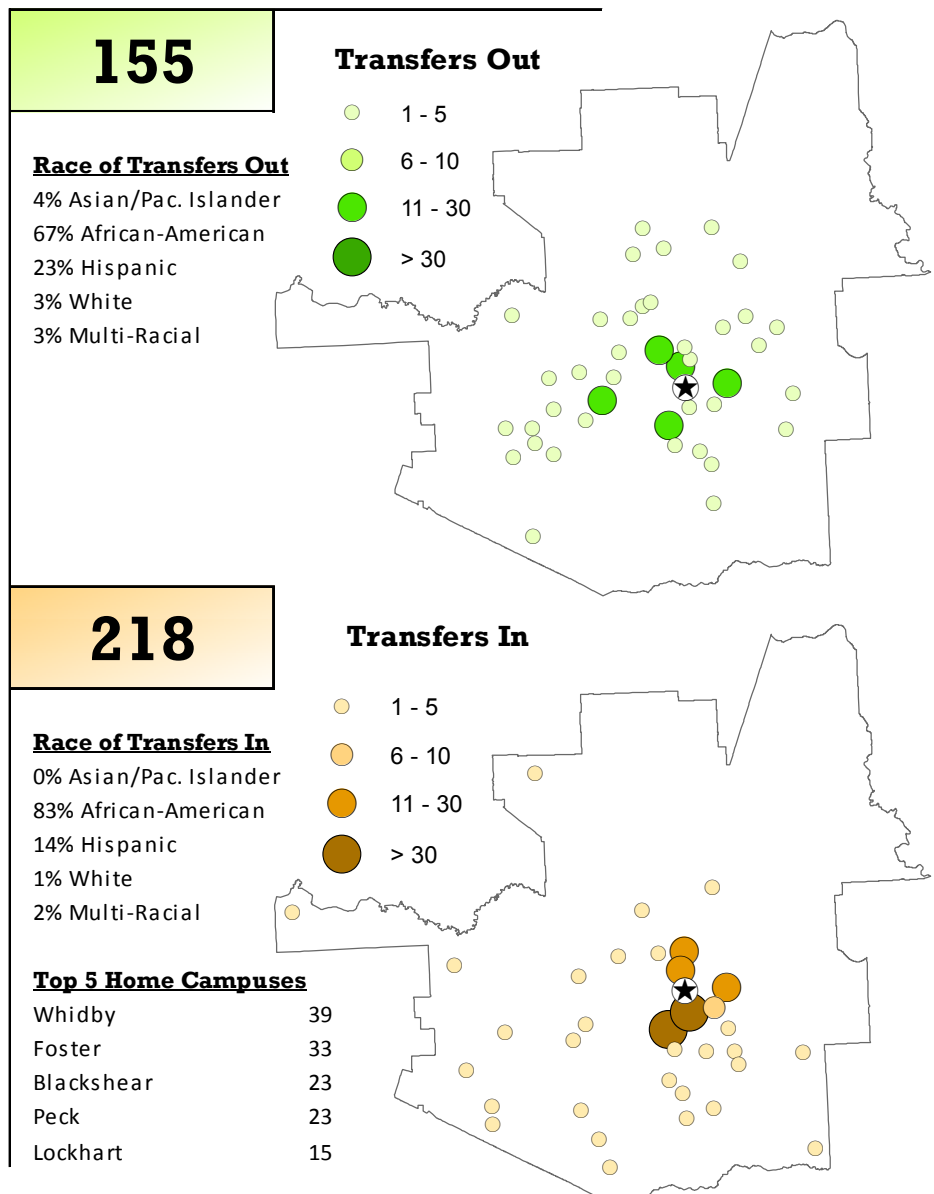 155
Transfers Out
1 - 5
6 - 10
11 - 30
> 30
Race of Transfers Out
4% Asian/Pac. Islander
67% African-American
23% Hispanic
3% White
3% Multi-Racial
218
Transfers In
1 - 5
6 - 10
11 - 30
> 30
Race of Transfers In
0% Asian/Pac. Islander
83% African-American
14% Hispanic
1% White
2% Multi-Racial
Top 5 Home Campuses
Whidby 39
Foster 33
Blackshear 23
Peck 23
Lockhart 15